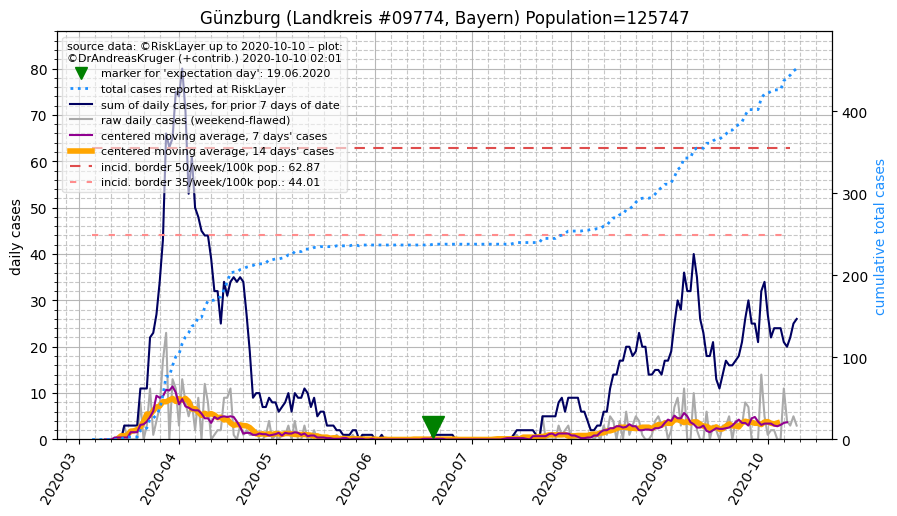 Günzburg (Landkreis #09774, Bayern) Population=125747
source data: ©RiskLayer up to 2020-10-10 – plot:
©DrAndreasKruger (+contrib.) 2020-10-10 02:01
marker for 'expectation day': 19.06.2020
total cases reported at RiskLayer
sum of daily cases, for prior 7 days of date
raw daily cases (weekend-flawed)
centered moving average, 7 days' cases
centered moving average, 14 days' cases
incid. border 50/week/100k pop.: 62.87
incid. border 35/week/100k pop.: 44.01
daily cases
80
70
60
50
40
30
20
10
0
cumulative total cases
400
300
200
100
0
2020-03
2020-04
2020-05
2020-06
2020-07
2020-08
2020-09
2020-10